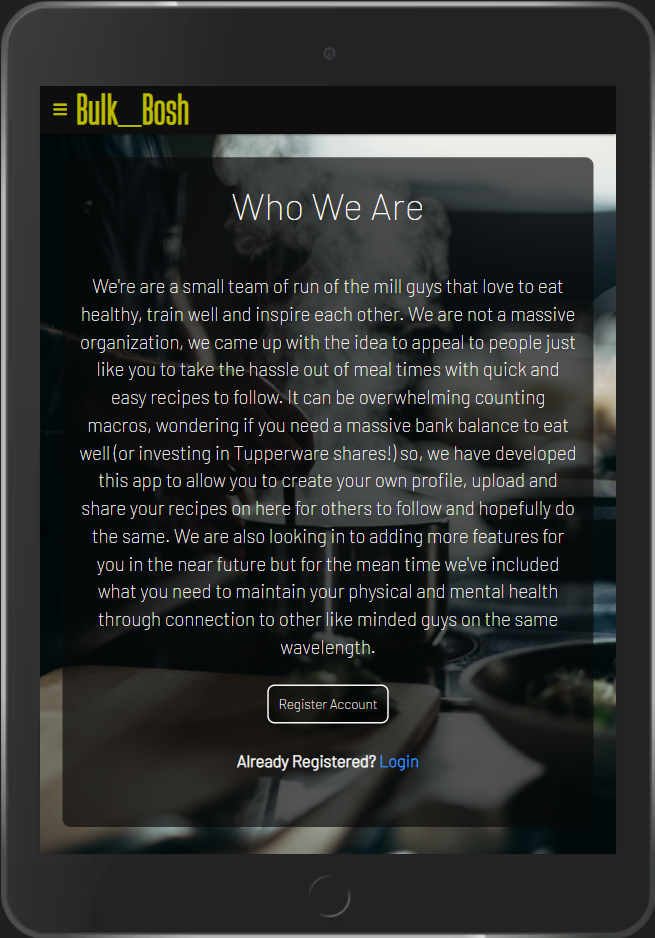 Bulk__Bosh
Who We Are
We're are a small team of run of the mill guys that love to eat
healthy, train well and inspire each other. We are not a massive
organization, we came up with the idea to appeal to people just
like you to take the hassle out of meal times with quick and
easy recipes to follow. It can be overwhelming counting
macros, wondering if you need a massive bank balance to eat
well (or investing in Tupperware shares!) so, we have developed
this app to allow you to create your own profile, upload and
share your recipes on here for others to follow and hopefully do
the same. We are also looking in to adding more features for
you in the near future but for the mean time we've included
what you need to maintain your physical and mental health
through connection to other like minded guys on the same
wavelength.
Register Account
Already Registered? Login